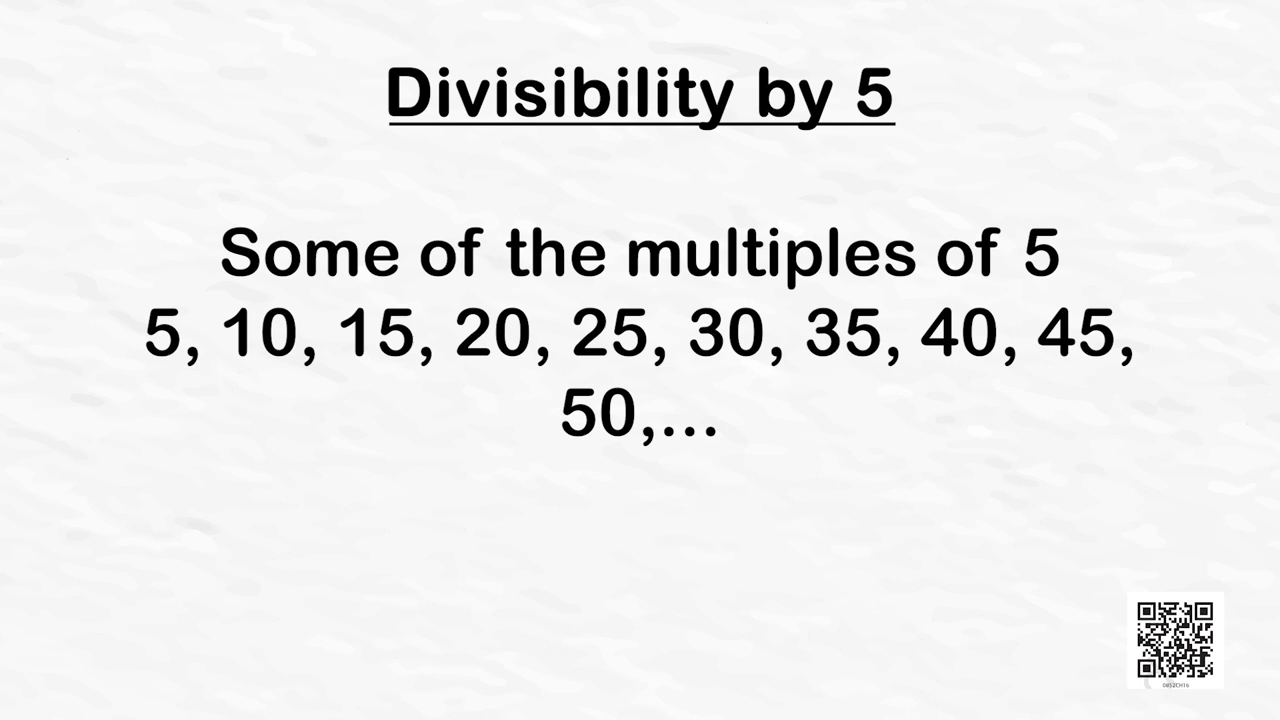 Divisibility by 5
Some of the multiples of 5
5, 10, 15, 20, 25, 30, 35, 40, 45,
50,...
0852CH16